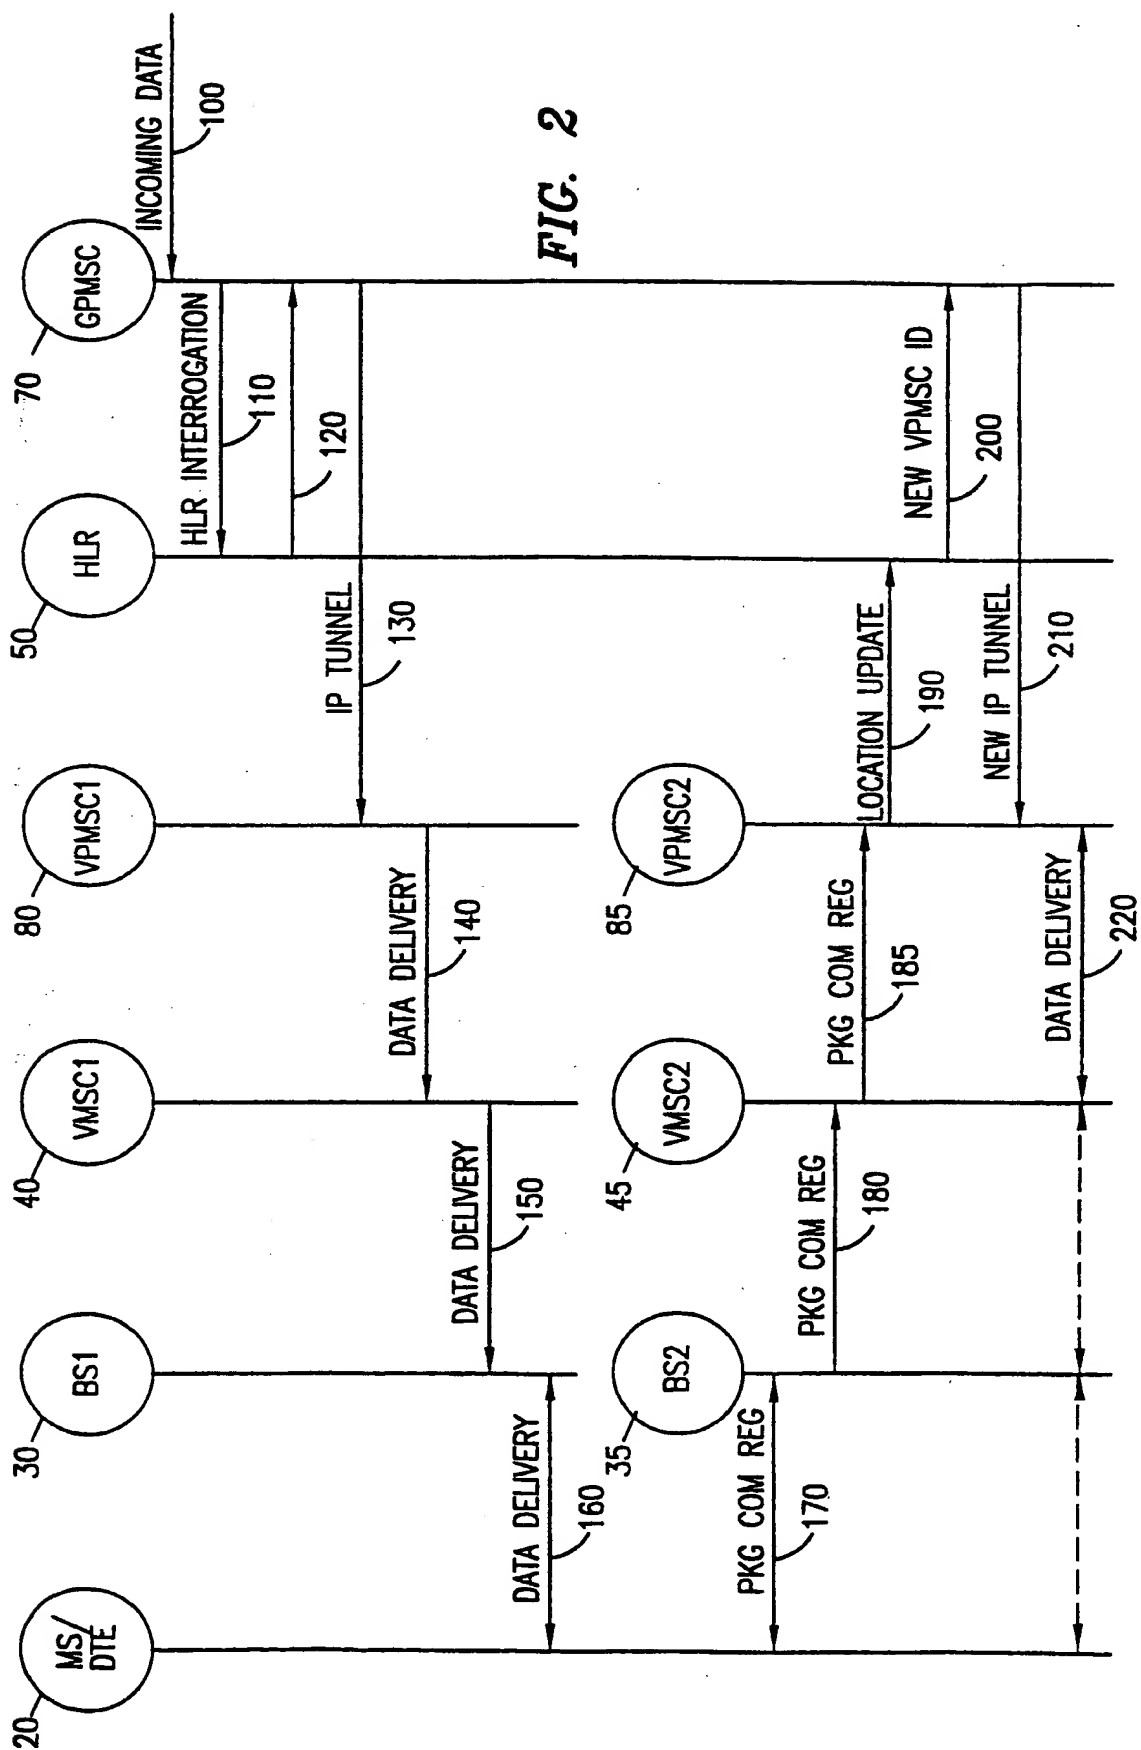 20
MS/
DTE
30
BS1
40
VMSC1
80
VPMSC1
50
HLR
70
GPMSC
INCOMING DATA
100
HLR INTERROGATION
110
120
IP TUNNEL
130
DATA DELIVERY
140
DATA DELIVERY
150
DATA DELIVERY
160
35
BS2
45
VMSC2
85
VPMSC2
PKG COM REG
170
PKG COM REG
180
PKG COM REG
185
LOCATION UPDATE
190
NEW VPMSC ID
200
NEW IP TUNNEL
210
DATA DELIVERY
220
FIG. 2